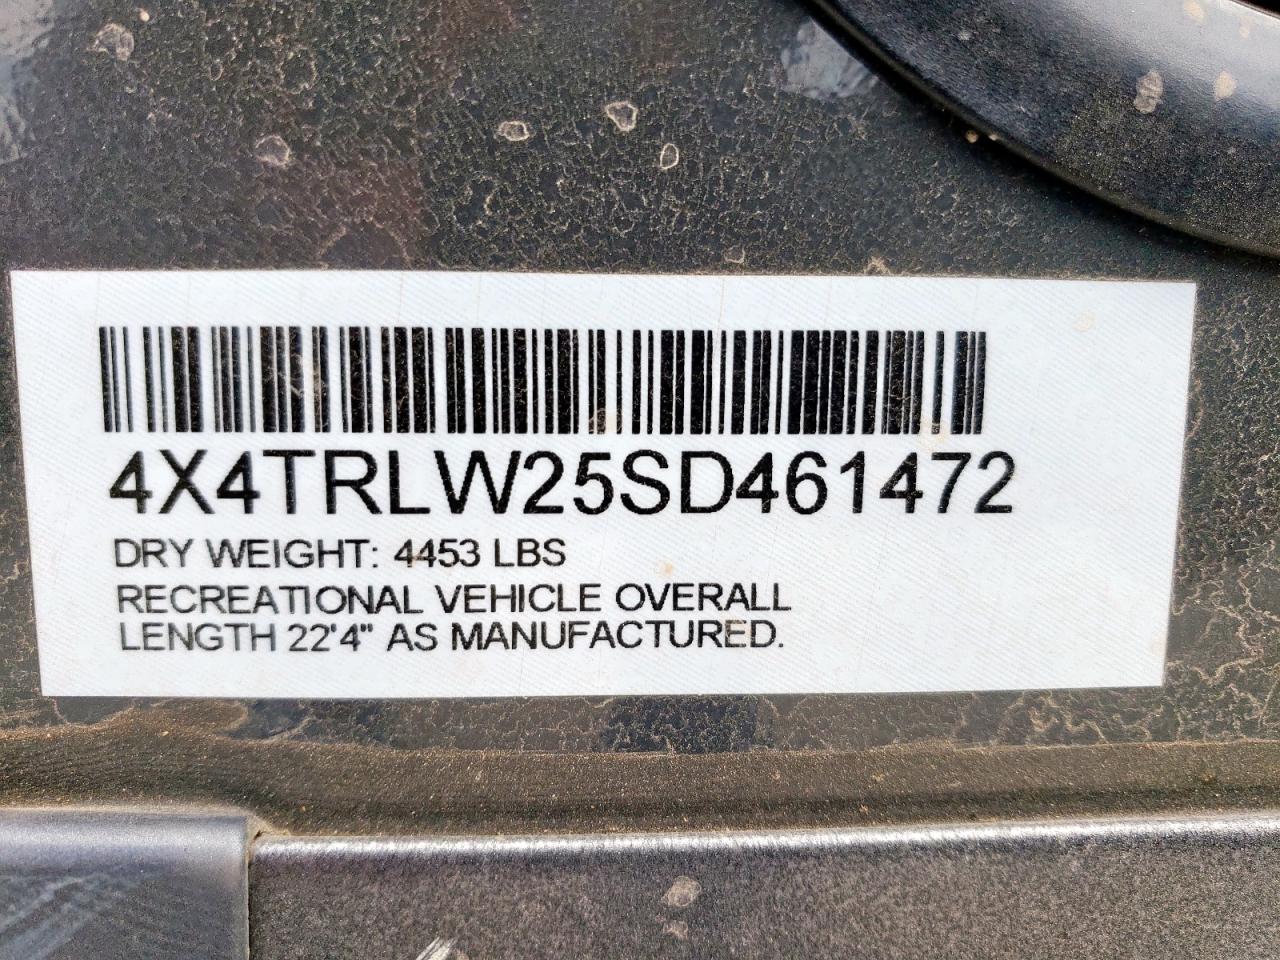 4X4TRLW25SD461472
DRY WEIGHT: 4453 LBS
RECREATIONAL VEHICLE OVERALL
LENGTH 22'4" AS MANUFACTURED.